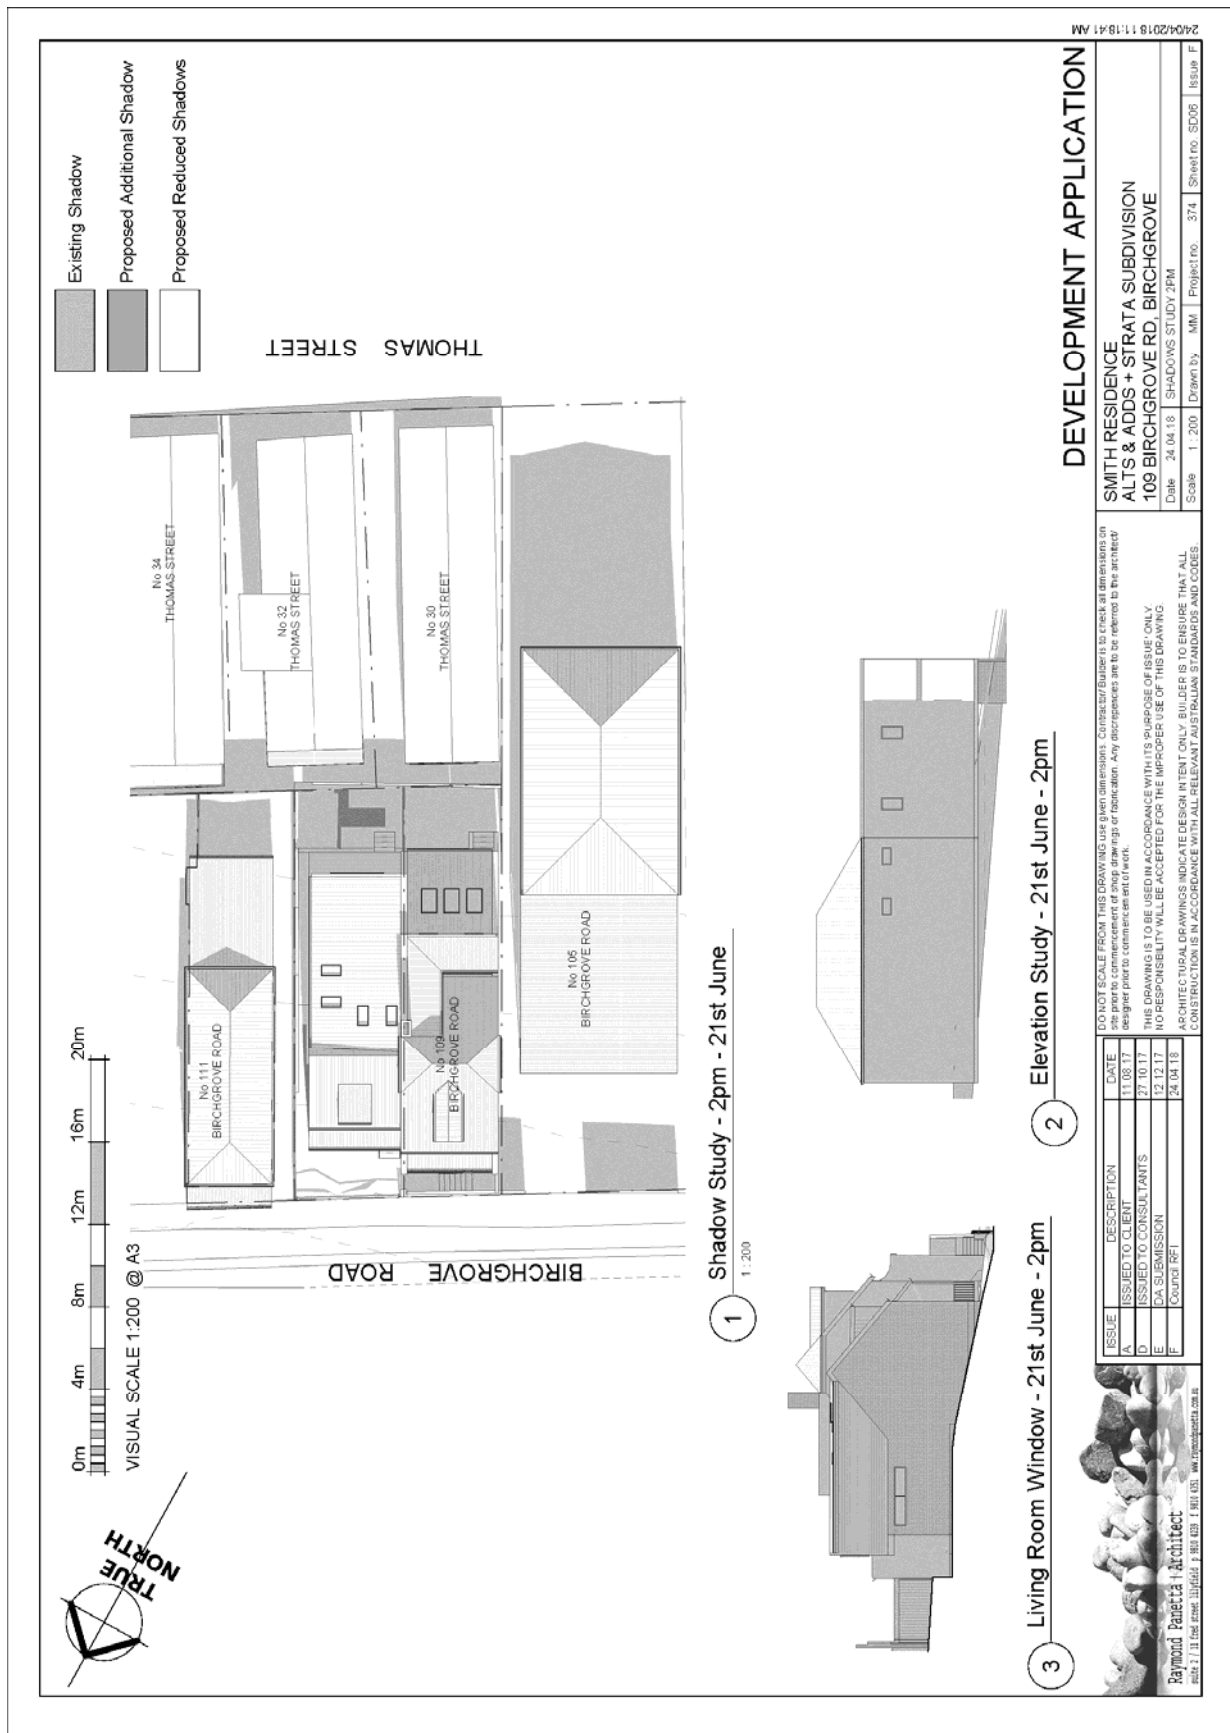 24/04/2018 11:18:41 AM
Existing Shadow
Proposed Additional Shadow
Proposed Reduced Shadows
0m 4m 8m 12m 16m 20m
VISUAL SCALE 1:200 @ A3
TRUE
NORTH
THOMAS STREET
No 34
THOMAS STREET
No 32
THOMAS STREET
No 30
THOMAS STREET
No 111
BIRCHGROVE ROAD
No 109
BIRCHGROVE ROAD
No 105
BIRCHGROVE ROAD
BIRCHGROVE ROAD
1
Shadow Study - 2pm - 21st June
1 : 200
2
Elevation Study - 21st June - 2pm
3
Living Room Window - 21st June - 2pm
DEVELOPMENT APPLICATION
Raymond Panetta | Architect
ISSUE DESCRIPTION DATE
A ISSUED TO CLIENT 11.08.17
D ISSUED TO CONSULTANTS 27.10.17
E DA SUBMISSION 12.12.17
F Council RFI 24.04.18
DO NOT SCALE FROM THIS DRAWING use given dimensions. Contractor/ Builder is to check all dimensions on
site prior to commencement of shop drawings or fabrication. Any discrepencies are to be referred to the architect/
designer prior to commencement of work.
THIS DRAWING IS TO BE USED IN ACCORDANCE WITH ITS 'PURPOSE OF ISSUE' ONLY.
NO RESPONSIBILITY WILL BE ACCEPTED FOR THE IMPROPER USE OF THIS DRAWING.
ARCHITECTURAL DRAWINGS INDICATE DESIGN INTENT ONLY. BUILDER IS TO ENSURE THAT ALL
CONSTRUCTION IS IN ACCORDANCE WITH ALL RELEVANT AUSTRALIAN STANDARDS AND CODES.
SMITH RESIDENCE
ALTS & ADDS + STRATA SUBDIVISION
109 BIRCHGROVE RD, BIRCHGROVE
Date 24.04.18 SHADOWS STUDY 2PM
Scale 1 : 200 Drawn by MM Project no. 374 Sheet no. SD06 Issue F